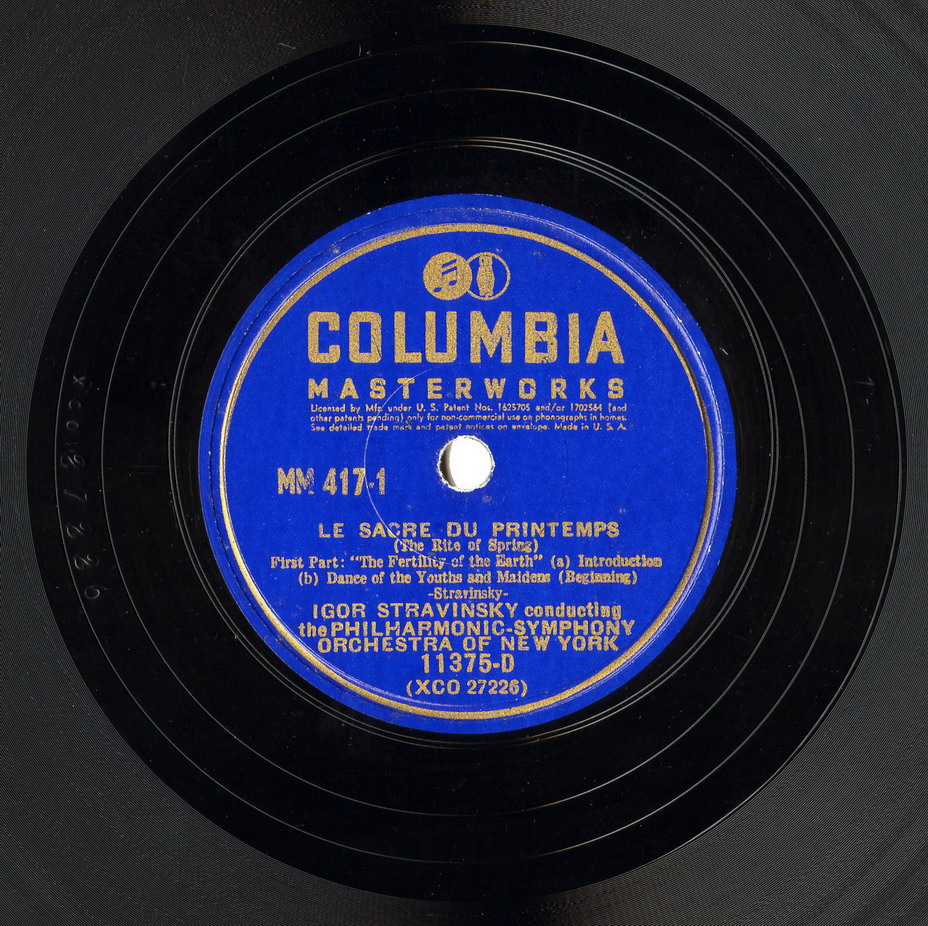 COLUMBIA
MASTERWORKS
Licensed by Mfr. under U. S. Patent Nos. 1625705 and/or 1702564 (and
other patents pending) only for non-commercial use on phonographs in homes.
See detailed trade mark and patent notices on envelope. Made in U. S. A.
MM 417-1
LE SACRE DU PRINTEMPS
(The Rite of Spring)
First Part: "The Fertility of the Earth" (a) Introduction
(b) Dance of the Youths and Maidens (Beginning)
-Stravinsky-
IGOR STRAVINSKY conducting
the PHILHARMONIC-SYMPHONY
ORCHESTRA OF NEW YORK
11375-D
(XCO 27226)
XCO27226
1